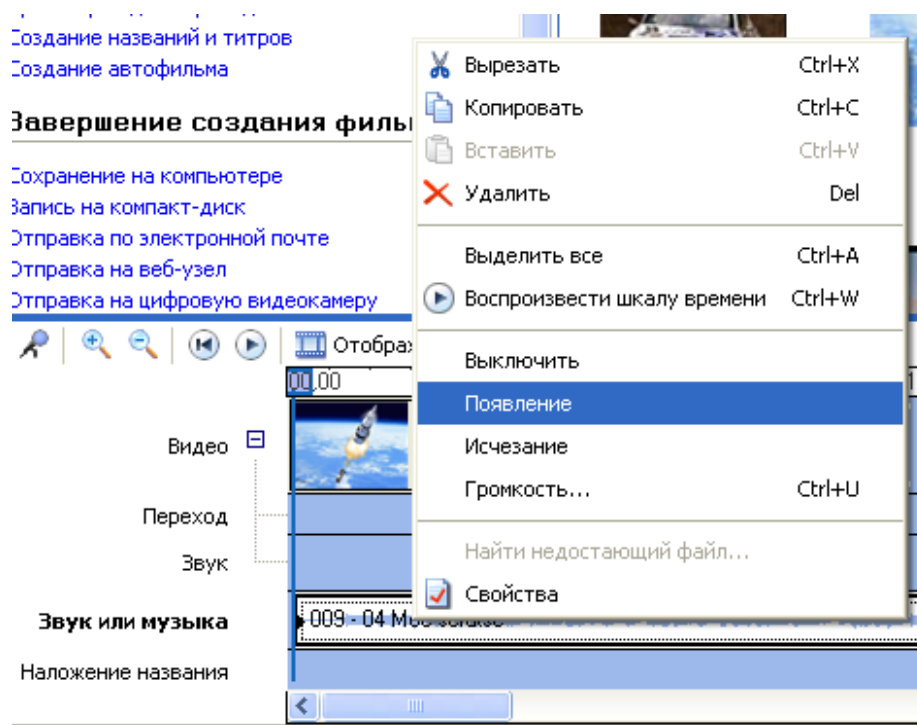 Создание названий и титров
Создание автофильма
Завершение создания филь
Сохранение на компьютере
Запись на компакт-диск
Отправка по электронной почте
Отправка на веб-узел
Отправка на цифровую видеокамеру
Вырезать Ctrl+X
Копировать Ctrl+C
Вставить Ctrl+V
Удалить Del
Выделить все Ctrl+A
Воспроизвести шкалу времени Ctrl+W
Выключить
Появление
Исчезание
Громкость... Ctrl+U
Найти недостающий файл...
Свойства
Отображ
00,00
Видео
Переход
Звук
Звук или музыка
009 - 04 Мое
Наложение названия